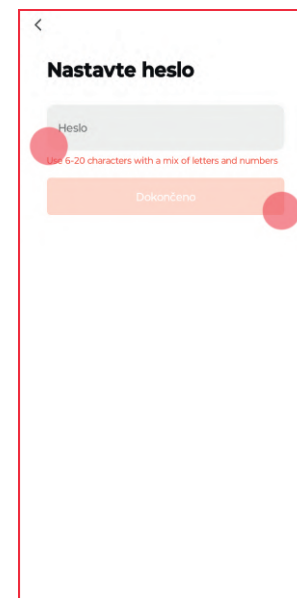 Nastavte heslo
Heslo
Use 6-20 characters with a mix of letters and numbers
Dokončeno